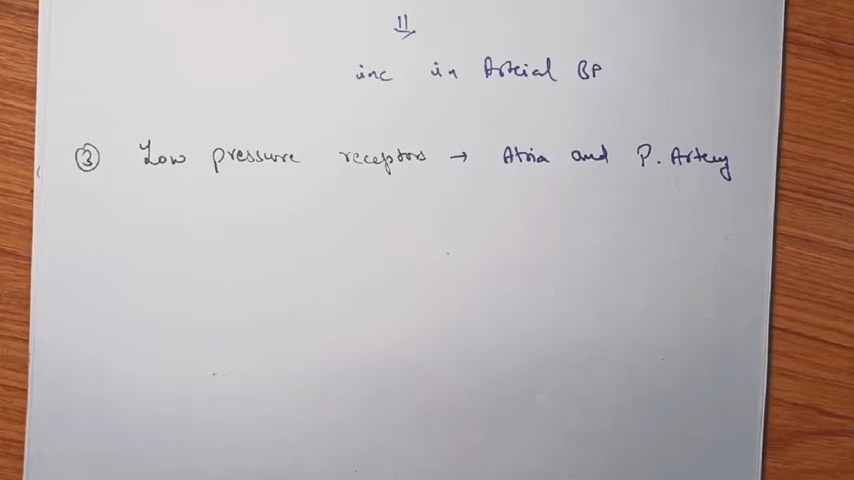 ⇓
inc in Arterial BP
③ Low pressure receptors → Atria and P. Artery